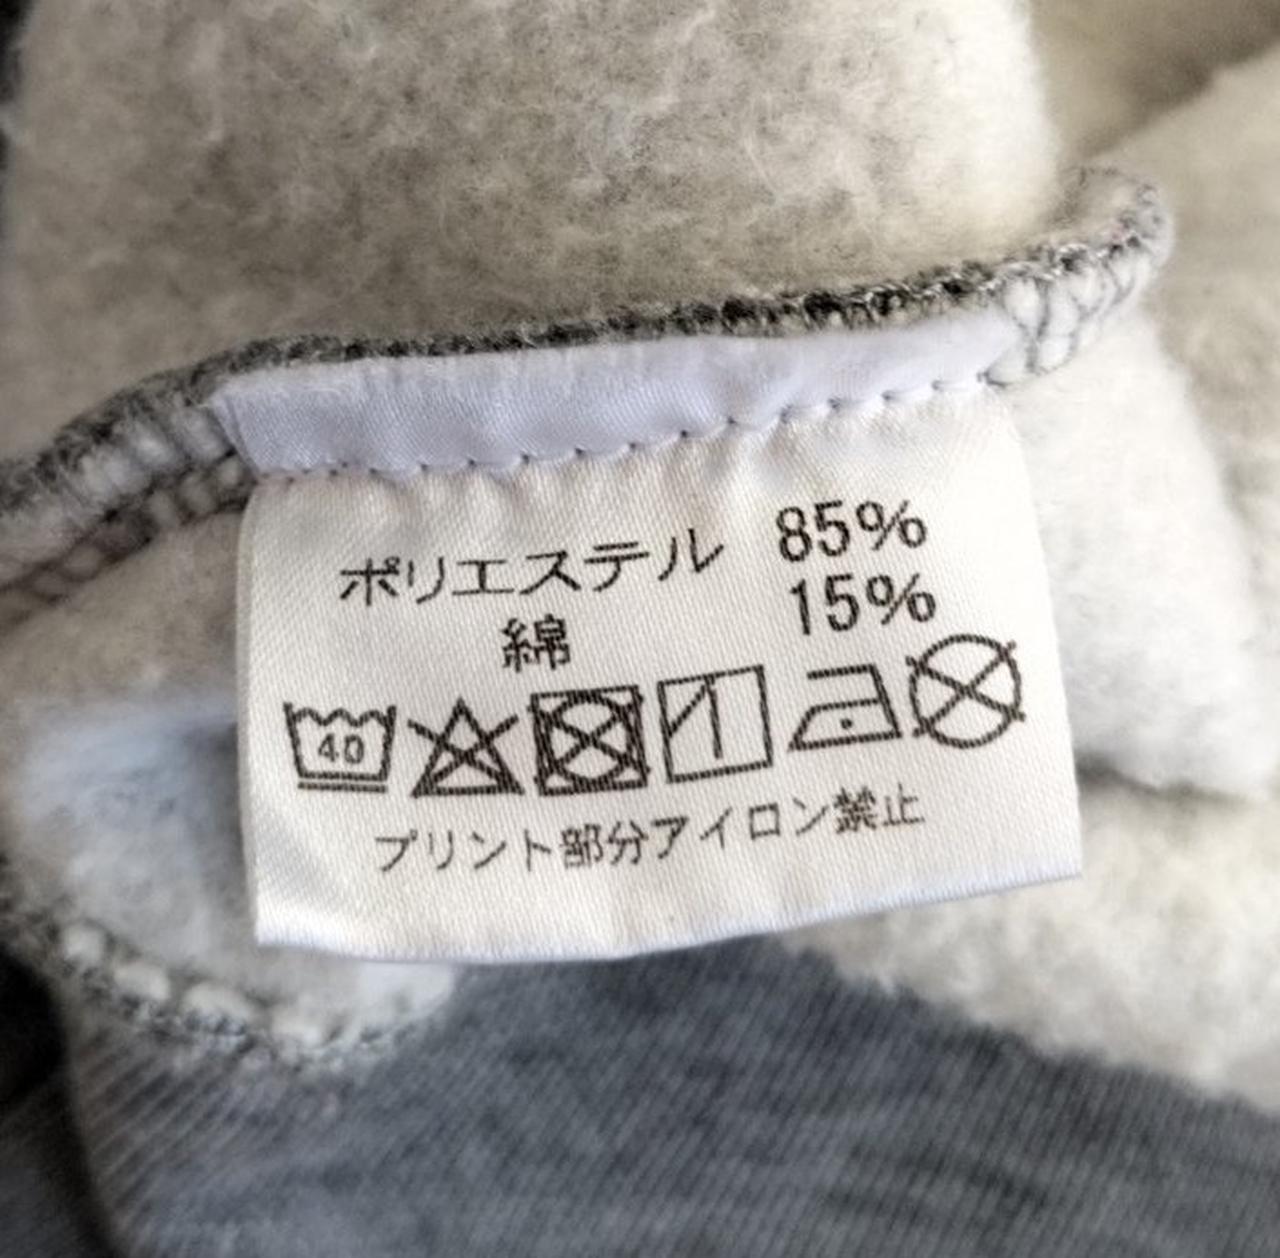 ポリエステル 85%
綿 15%
40
プリント部分アイロン禁止